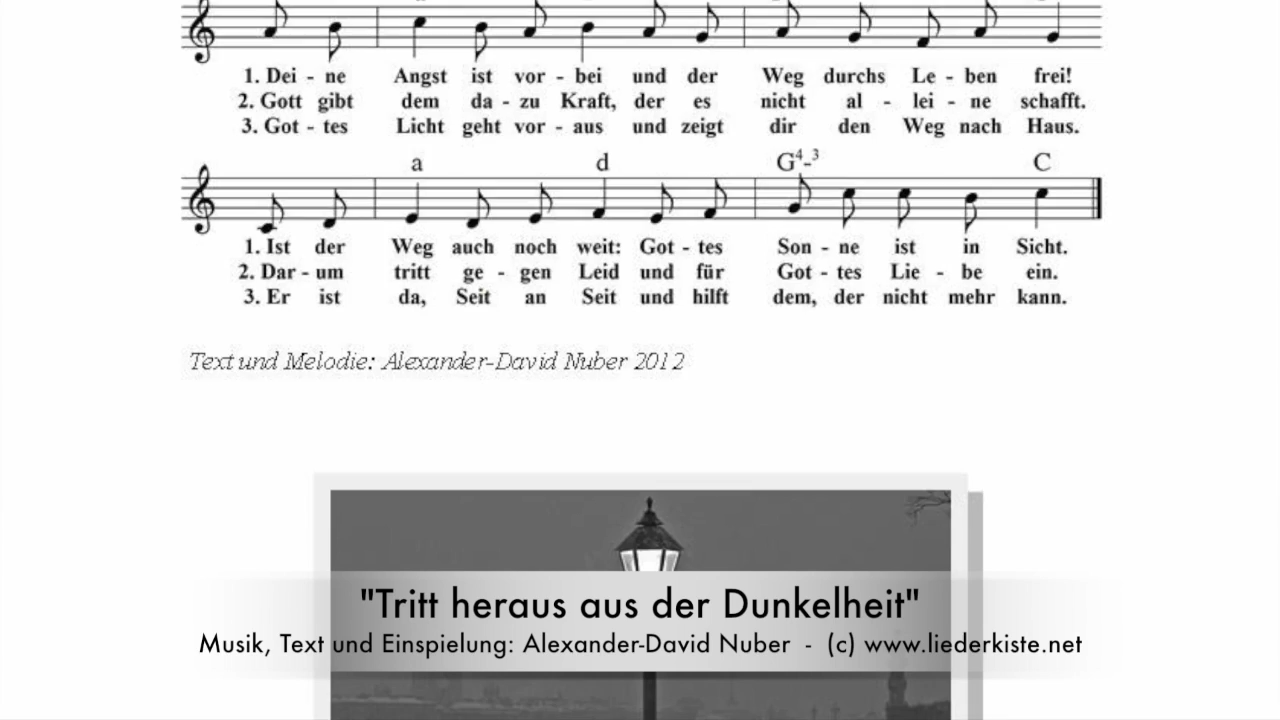 1. Dei - ne Angst ist vor - bei und der Weg durchs Le - ben frei!
2. Gott gibt dem da - zu Kraft, der es nicht al - lei - ne schafft.
3. Got - tes Licht geht vor - aus und zeigt dir den Weg nach Haus.
a d G4-3 C
1. Ist der Weg auch noch weit: Got - tes Son - ne ist in Sicht.
2. Dar - um tritt ge - gen Leid und für Got - tes Lie - be ein.
3. Er ist da, Seit an Seit und hilft dem, der nicht mehr kann.
Text und Melodie: Alexander-David Nuber 2012
"Tritt heraus aus der Dunkelheit"
Musik, Text und Einspielung: Alexander-David Nuber - (c) www.liederkiste.net